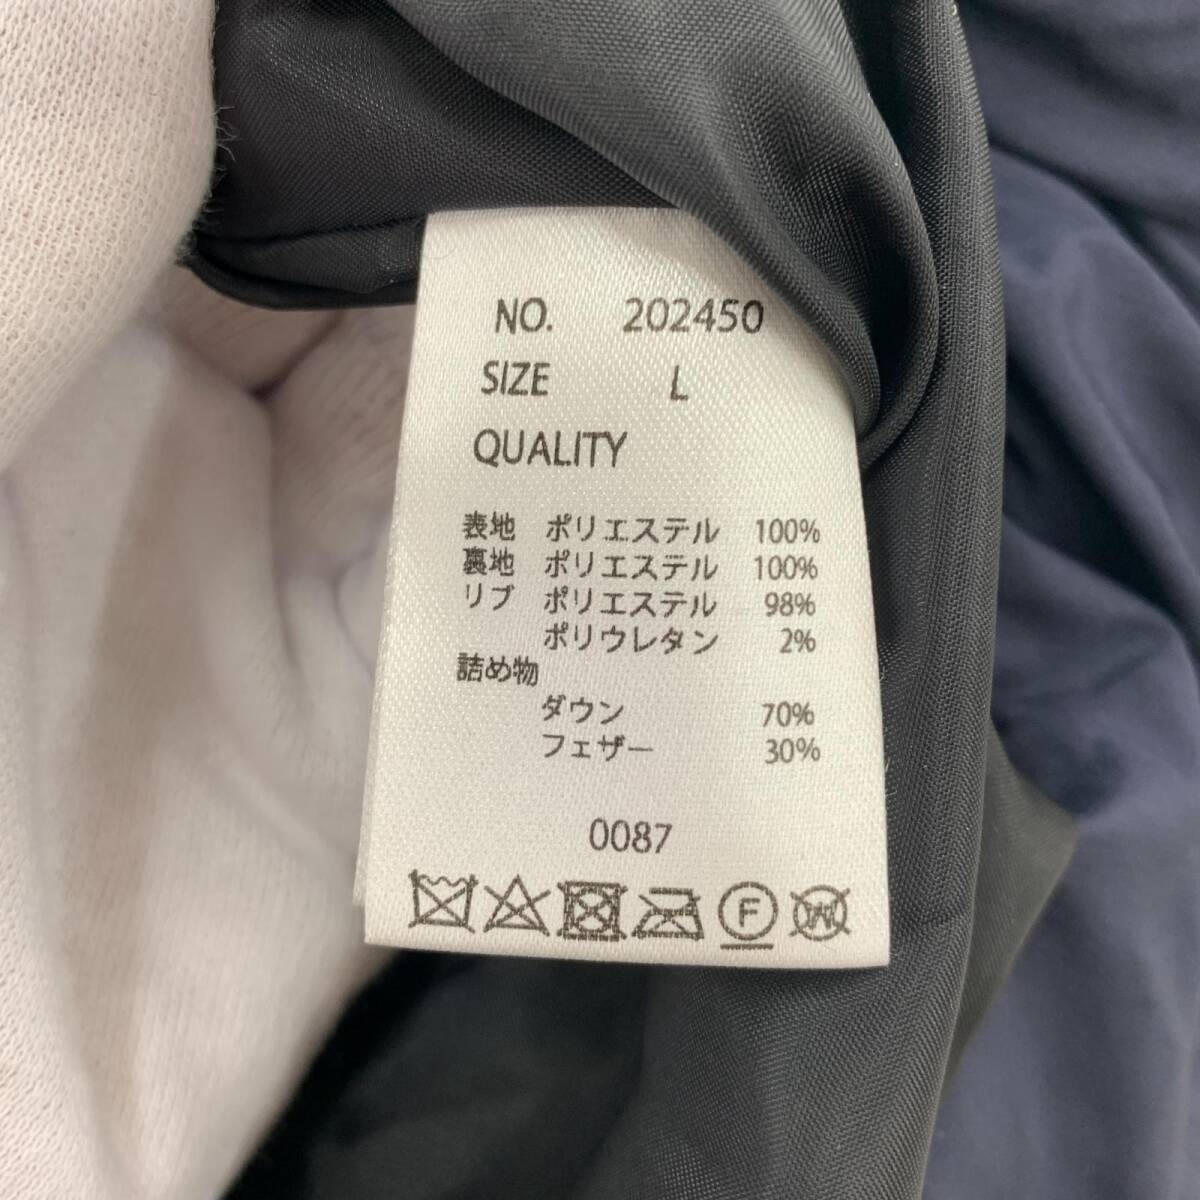 NO. 202450
SIZE L
QUALITY
表地 ポリエステル 100%
裏地 ポリエステル 100%
リブ ポリエステル 98%
ポリウレタン 2%
詰め物
ダウン 70%
フェザー 30%
0087
F W